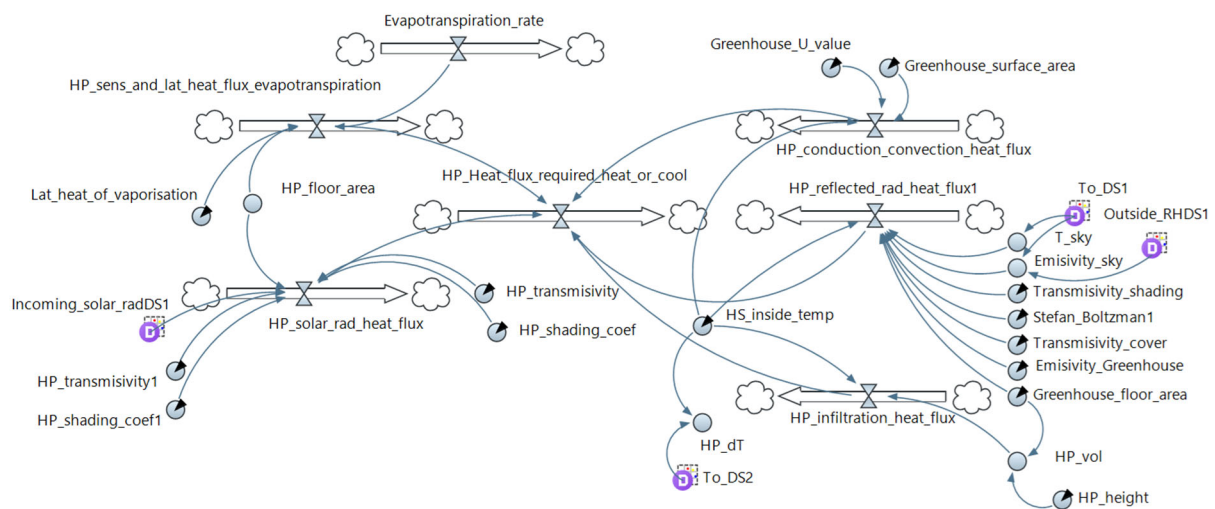 Evapotranspiration_rate
Greenhouse_U_value
Greenhouse_surface_area
HP_sens_and_lat_heat_flux_evapotranspiration
HP_conduction_convection_heat_flux
HP_Heat_flux_required_heat_or_cool
HP_reflected_rad_heat_flux1
To_DS1
Lat_heat_of_vaporisation
HP_floor_area
D
Outside_RHDS1
T_sky
D
Emisivity_sky
Incoming_solar_radDS1
HP_transmisivity
Transmisivity_shading
D
HP_solar_rad_heat_flux
HP_shading_coef
HS_inside_temp
Stefan_Boltzman1
Transmisivity_cover
HP_transmisivity1
Emisivity_Greenhouse
Greenhouse_floor_area
HP_shading_coef1
HP_infiltration_heat_flux
HP_dT
HP_vol
D
To_DS2
HP_height